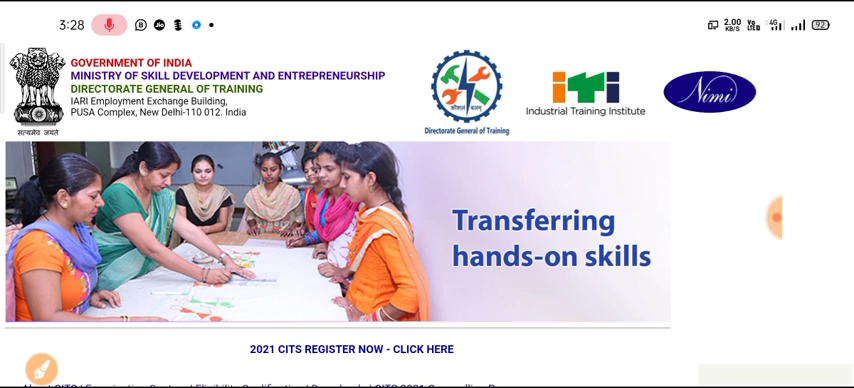 3:28
2.00 KB/S
Vo LTE
4G
92
GOVERNMENT OF INDIA
MINISTRY OF SKILL DEVELOPMENT AND ENTREPRENEURSHIP
DIRECTORATE GENERAL OF TRAINING
IARI Employment Exchange Building,
PUSA Complex, New Delhi-110 012. India
सत्यमेव जयते
Directorate General of Training
iTi
Industrial Training Institute
Nimi
Transferring
hands-on skills
2021 CITS REGISTER NOW - CLICK HERE